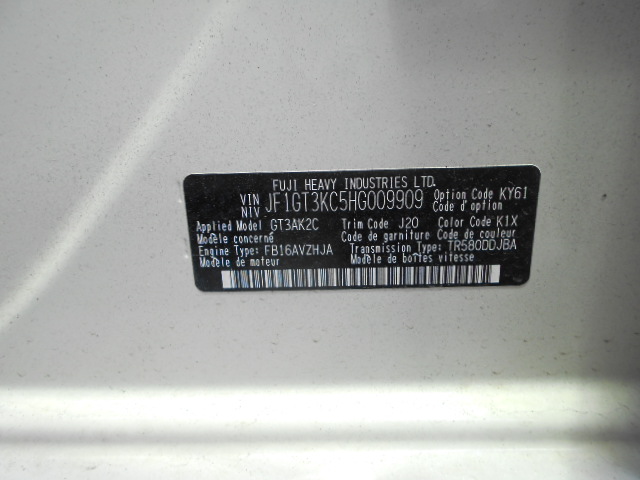 FUJI HEAVY INDUSTRIES LTD.
VIN NIV JF1GT3KC5HG009909 Option Code KY61
Code d'option
Applied Model GT3AK2C Trim Code J20 Color Code K1X
Modèle concerné Code de garniture Code de couleur
Engine Type: FB16AVZHJA Transmission Type: TR580DDJBA
Modèle de moteur Modèle de boîtes vitesse